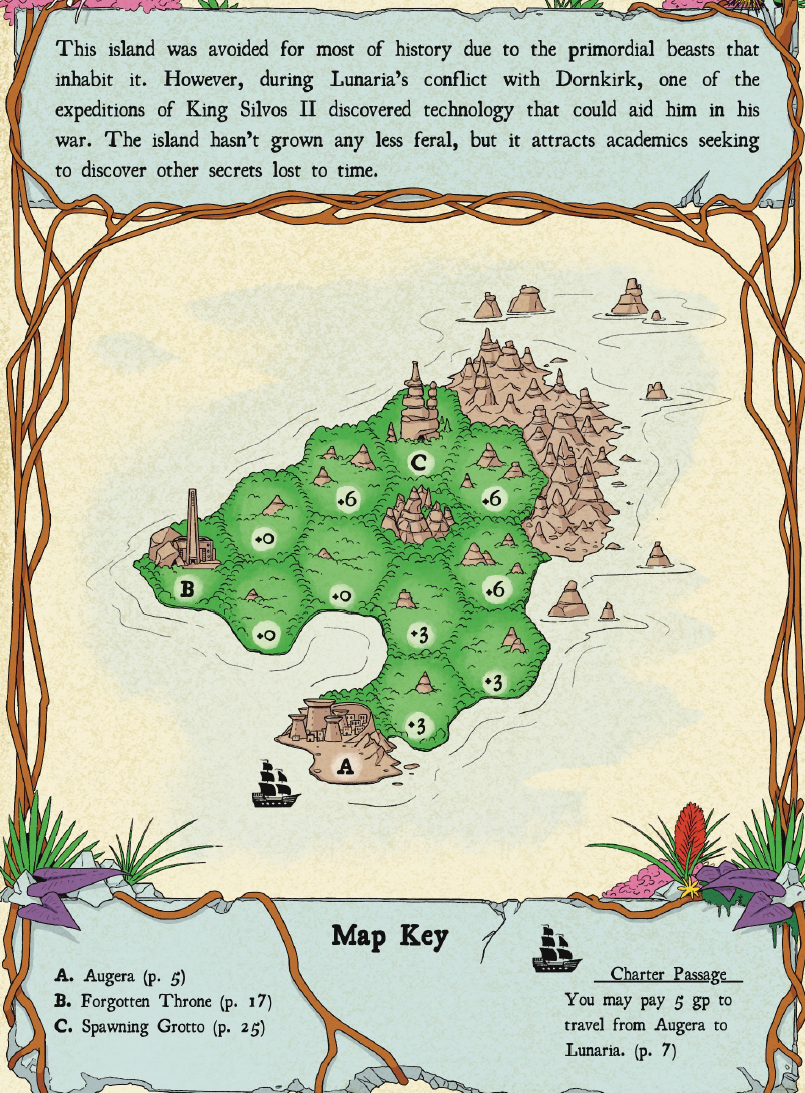 This island was avoided for most of history due to the primordial beasts that
inhabit it. However, during Lunaria's conflict with Dornkirk, one of the
expeditions of King Silvos II discovered technology that could aid him in his
war. The island hasn't grown any less feral, but it attracts academics seeking
to discover other secrets lost to time.
C
+6
+6
+0
B
+0
+6
+0
+3
+3
+3
A
Map Key
A. Augera (p. 5)
B. Forgotten Throne (p. 17)
C. Spawning Grotto (p. 25)
Charter Passage
You may pay 5 gp to
travel from Augera to
Lunaria. (p. 7)